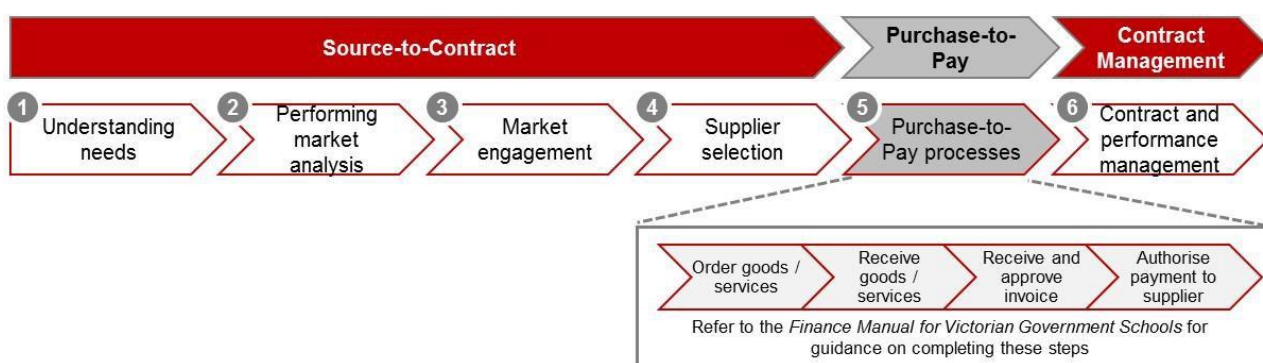 Source-to-Contract
Purchase-to-
Pay
Contract
Management
1
Understanding
needs
2
Performing
market
analysis
3
Market
engagement
4
Supplier
selection
5
Purchase-to-
Pay processes
6
Contract and
performance
management
Order goods /
services
Receive
goods /
services
Receive and
approve
invoice
Authorise
payment to
supplier
Refer to the Finance Manual for Victorian Government Schools for
guidance on completing these steps